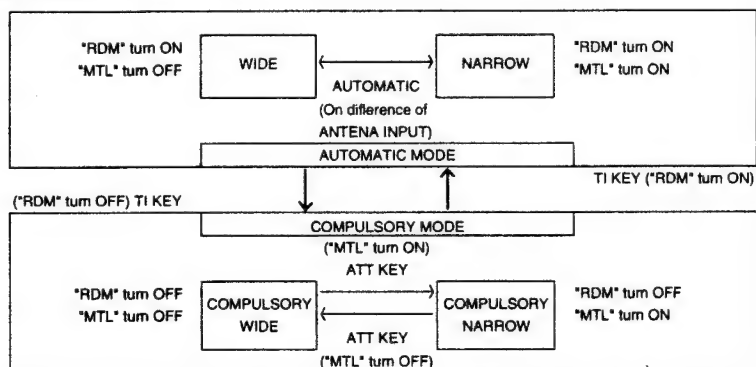 "RDM" turn ON
"MTL" turn OFF
WIDE
NARROW
"RDM" turn ON
"MTL" turn ON
AUTOMATIC
(On difference of
ANTENA INPUT)
AUTOMATIC MODE
TI KEY ("RDM" turn ON)
("RDM" turn OFF) TI KEY
COMPULSORY MODE
("MTL" turn ON)
ATT KEY
"RDM" turn OFF
"MTL" turn OFF
COMPULSORY
WIDE
COMPULSORY
NARROW
"RDM" turn OFF
"MTL" turn ON
ATT KEY
("MTL" turn OFF)